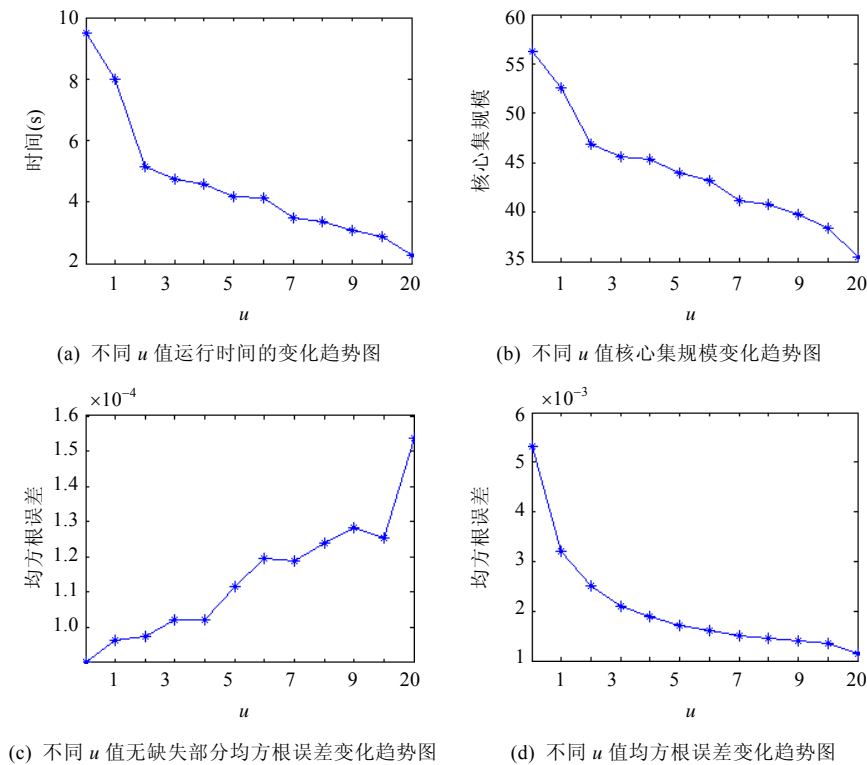 10
8
6
4
2
时间(s)
1 3 5 7 9 20
u
(a) 不同 u 值运行时间的变化趋势图
60
55
50
45
40
35
核心集规模
1 3 5 7 9 20
u
(b) 不同 u 值核心集规模变化趋势图
×10−4
1.6
1.5
1.4
1.3
1.2
1.1
1.0
均方根误差
1 3 5 7 9 20
u
(c) 不同 u 值无缺失部分均方根误差变化趋势图
×10−3
6
5
4
3
2
1
均方根误差
1 3 5 7 9 20
u
(d) 不同 u 值均方根误差变化趋势图